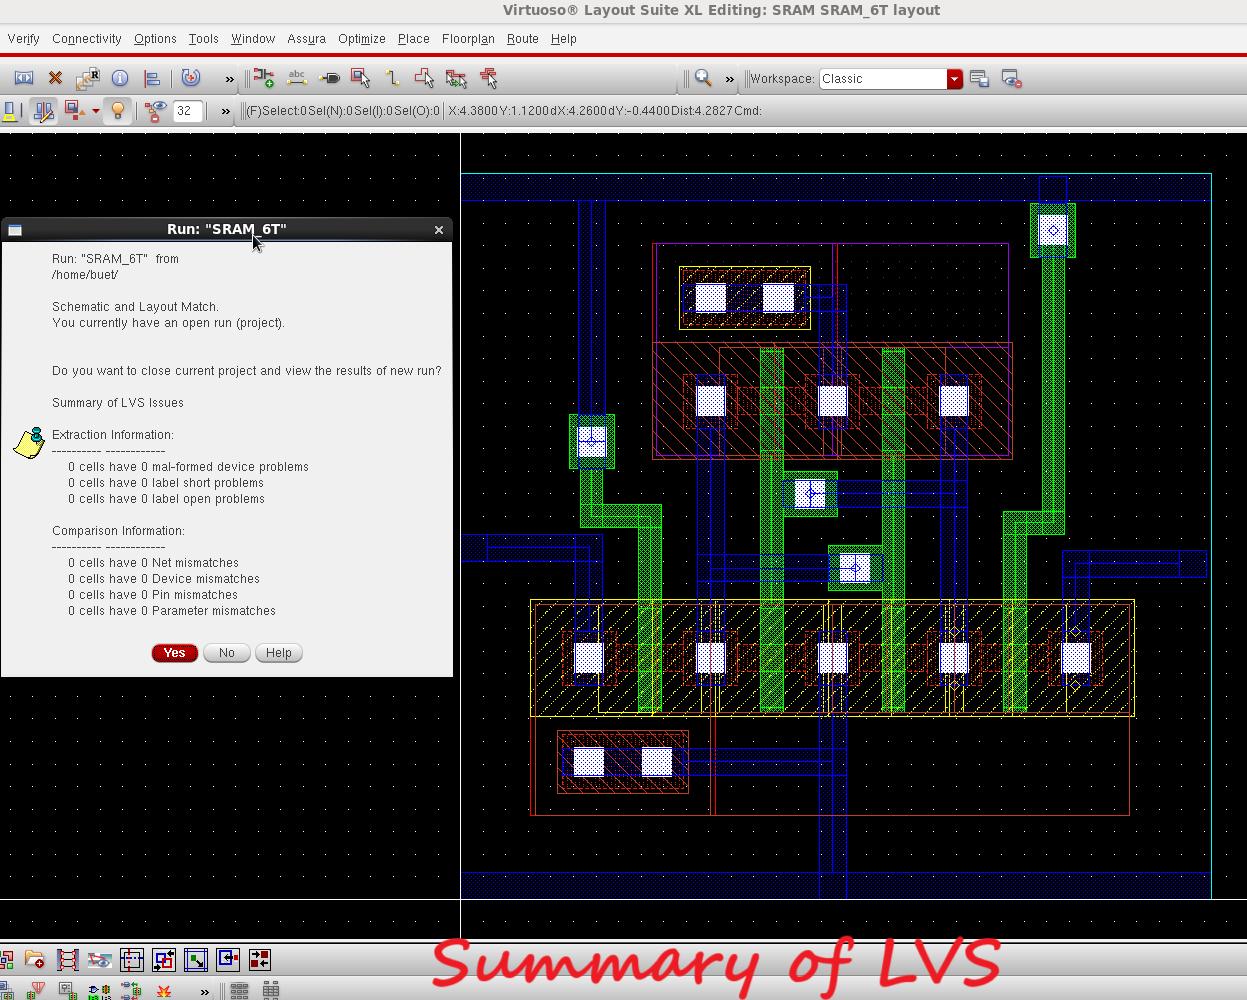 Virtuoso® Layout Suite XL Editing: SRAM SRAM_6T layout
Verify Connectivity Options Tools Window Assura Optimize Place Floorplan Route Help
abc
» » Workspace: Classic
32 » (F)Select:0 Sel(N):0 Sel(I):0 Sel(O):0 X:4.3800 Y:1.1200 dX:4.2600 dY:-0.4400 Dist:4.2827 Cmd:
Run: "SRAM_6T"
Run: "SRAM_6T" from
/home/buet/
Schematic and Layout Match.
You currently have an open run (project).
Do you want to close current project and view the results of new run?
Summary of LVS Issues
Extraction Information:
---------- ------------
0 cells have 0 mal-formed device problems
0 cells have 0 label short problems
0 cells have 0 label open problems
Comparison Information:
---------- ------------
0 cells have 0 Net mismatches
0 cells have 0 Device mismatches
0 cells have 0 Pin mismatches
0 cells have 0 Parameter mismatches
Yes No Help
Summary of LVS
»